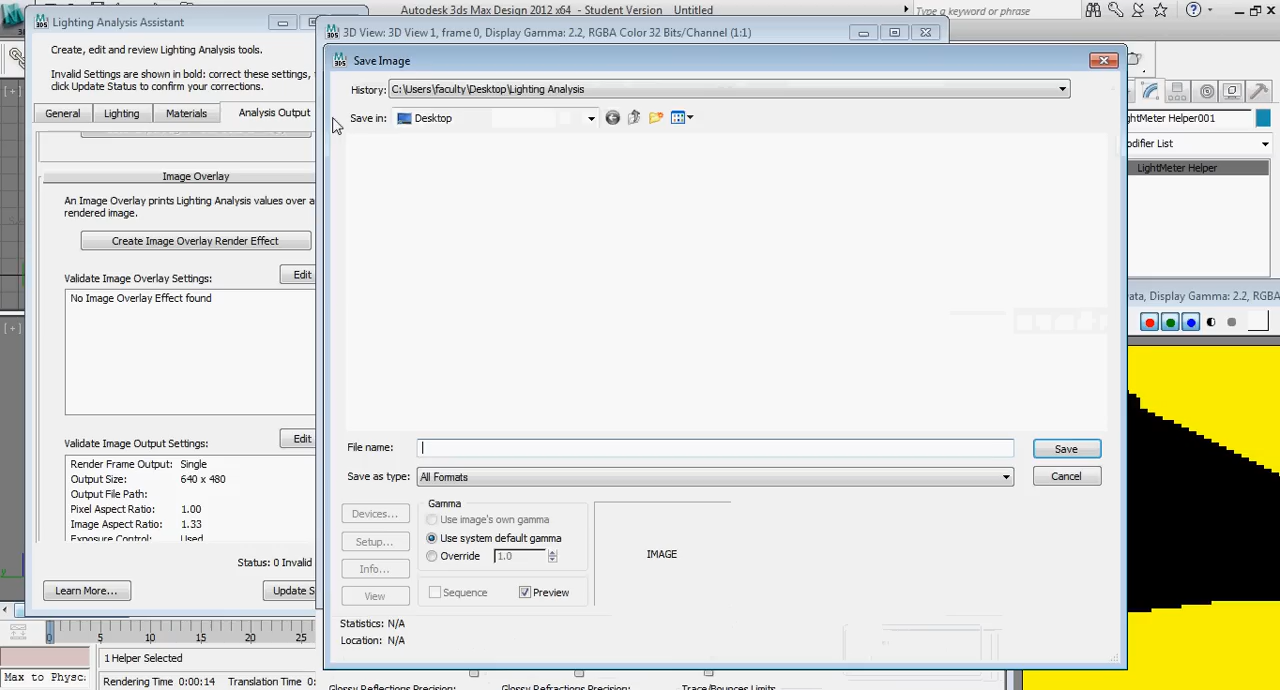 Autodesk 3ds Max Design 2012 x64 - Student Version Untitled
Type a keyword or phrase
Lighting Analysis Assistant
3D View: 3D View 1, frame 0, Display Gamma: 2.2, RGBA Color 32 Bits/Channel (1:1)
Create, edit and review Lighting Analysis tools.
Invalid Settings are shown in bold: correct these settings,
click Update Status to confirm your corrections.
General
Lighting
Materials
Analysis Output
Image Overlay
An Image Overlay prints Lighting Analysis values over a
rendered image.
Create Image Overlay Render Effect
Validate Image Overlay Settings:
Edit
No Image Overlay Effect found
Validate Image Output Settings:
Edit
Render Frame Output: Single
Output Size: 640 x 480
Output File Path:
Pixel Aspect Ratio: 1.00
Image Aspect Ratio: 1.33
Exposure Control: Used
Status: 0 Invalid
Learn More...
Update S
Save Image
History: C:\Users\faculty\Desktop\Lighting Analysis
Save in: Desktop
File name:
Save
Save as type: All Formats
Cancel
Devices...
Setup...
Info...
View
Gamma
Use image's own gamma
Use system default gamma
Override 1.0
Sequence
Preview
IMAGE
Statistics: N/A
Location: N/A
ightMeter Helper001
odifier List
LightMeter Helper
ata, Display Gamma: 2.2, RGBA
[+]
[+]
y
0 5 10 15 20 25
1 Helper Selected
Max to Physc
Rendering Time 0:00:14
Translation Time 0:
Glossy Reflections Precision:
Glossy Refractions Precision:
Trace/Bounces Limits